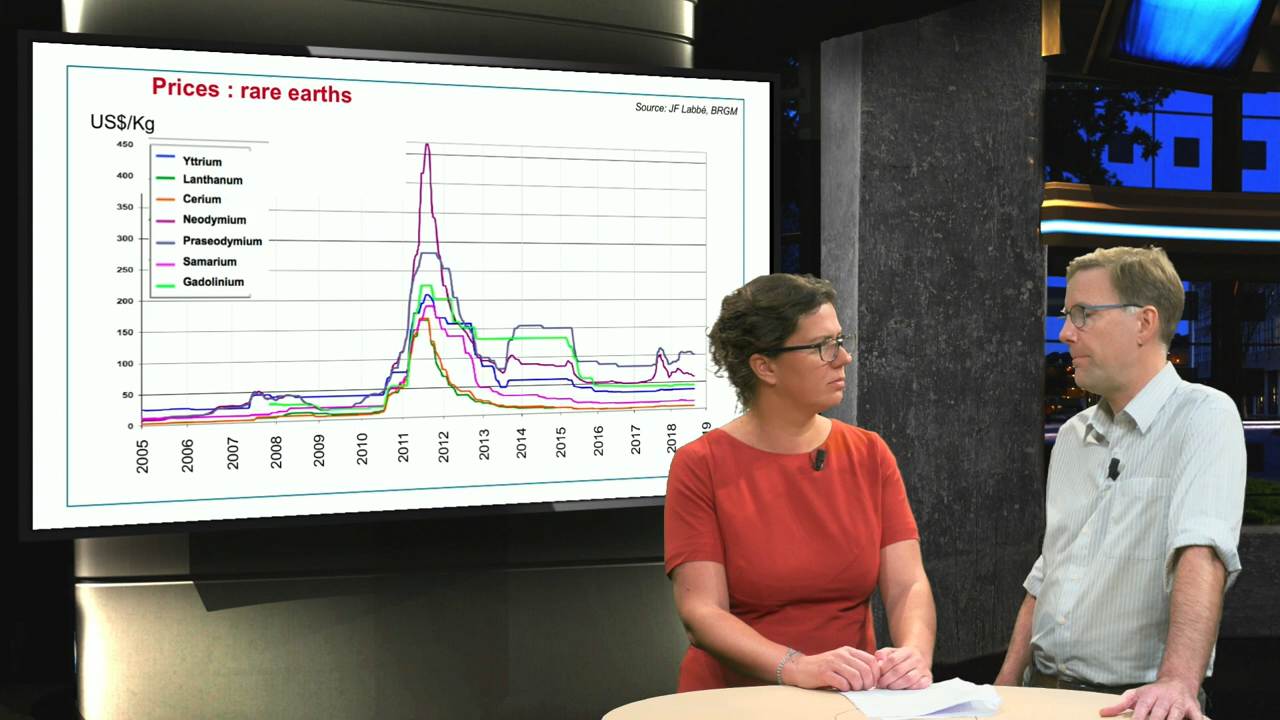 Prices : rare earths
Source: JF Labbé, BRGM
US$/Kg
450
400
350
300
250
200
150
100
50
0
Yttrium
Lanthanum
Cerium
Neodymium
Praseodymium
Samarium
Gadolinium
2005
2006
2007
2008
2009
2010
2011
2012
2013
2014
2015
2016
2017
2018
19